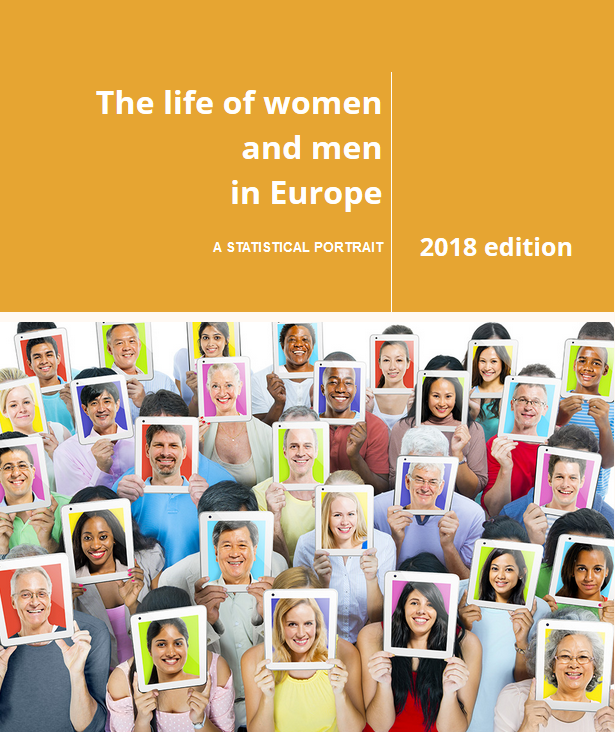 The life of women
and men
in Europe
A STATISTICAL PORTRAIT
2018 edition